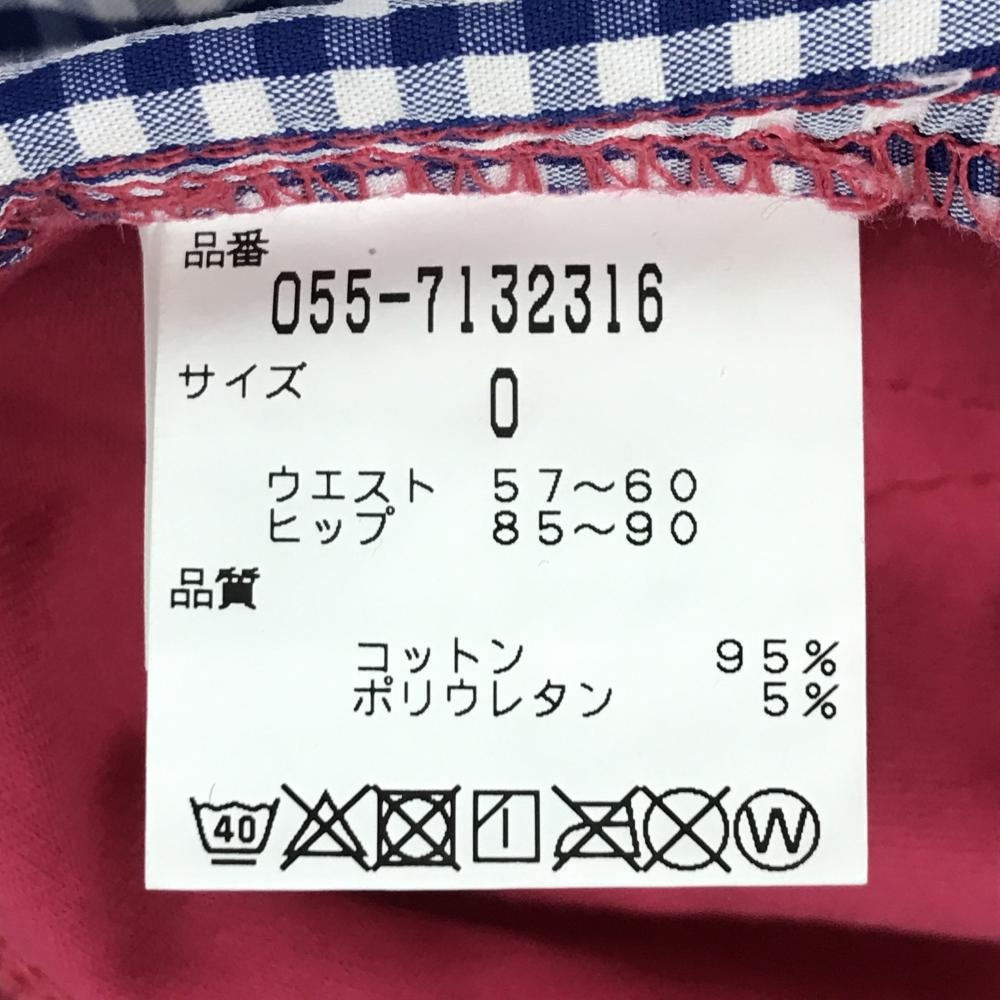 品番
055-7132316
サイズ 0
ウエスト 57～60
ヒップ 85～90
品質
コットン 95%
ポリウレタン 5%
40 W